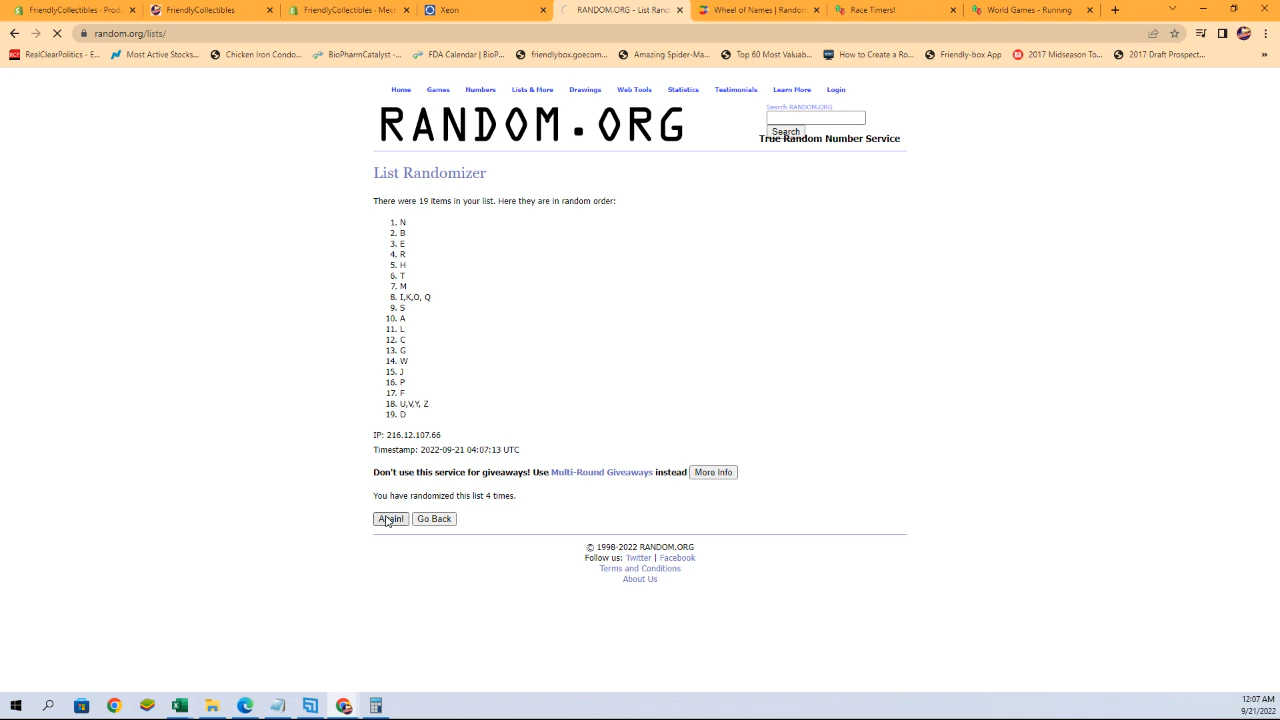 FriendlyCollectibles - Prod
FriendlyCollectibles
FriendlyCollectibles ~ Al
Xeon
RANDOM.ORG - List Rando
Wheel of Names |
Race Timers!
World Games - Running
random.org/lists/
RealClearPolitics - E...
Most Active Stocks...
Chicken Iron Condo...
BioPharmCatalyst -...
FDA Calendar | BioP...
friendlybox.goecom...
Amazing Spider-Ma...
Top 60 Most Valuab...
How to Create a Ro...
Friendly-box App
2017 Midseason To...
2017 Draft Prospect...
»
Home Games Numbers Lists & More Drawings Web Tools Statistics Testimonials Learn More Login
RANDOM.ORG
Search RANDOM.ORG
Search
True Random Number Service
List Randomizer
There were 19 items in your list. Here they are in random order:
1. N
2. B
3. E
4. R
5. H
6. T
7. M
8. I,K,O, Q
9. S
10. A
11. L
12. C
13. G
14. W
15. J
16. P
17. F
18. U,V,Y, Z
19. D
IP: 216.12.107.66
Timestamp: 2022-09-21 04:07:13 UTC
Don't use this service for giveaways! Use Multi-Round Giveaways instead More Info
You have randomized this list 4 times.
Again! Go Back
© 1998-2022 RANDOM.ORG
Follow us: Twitter | Facebook
Terms and Conditions
About Us
12:07 AM
9/21/2022